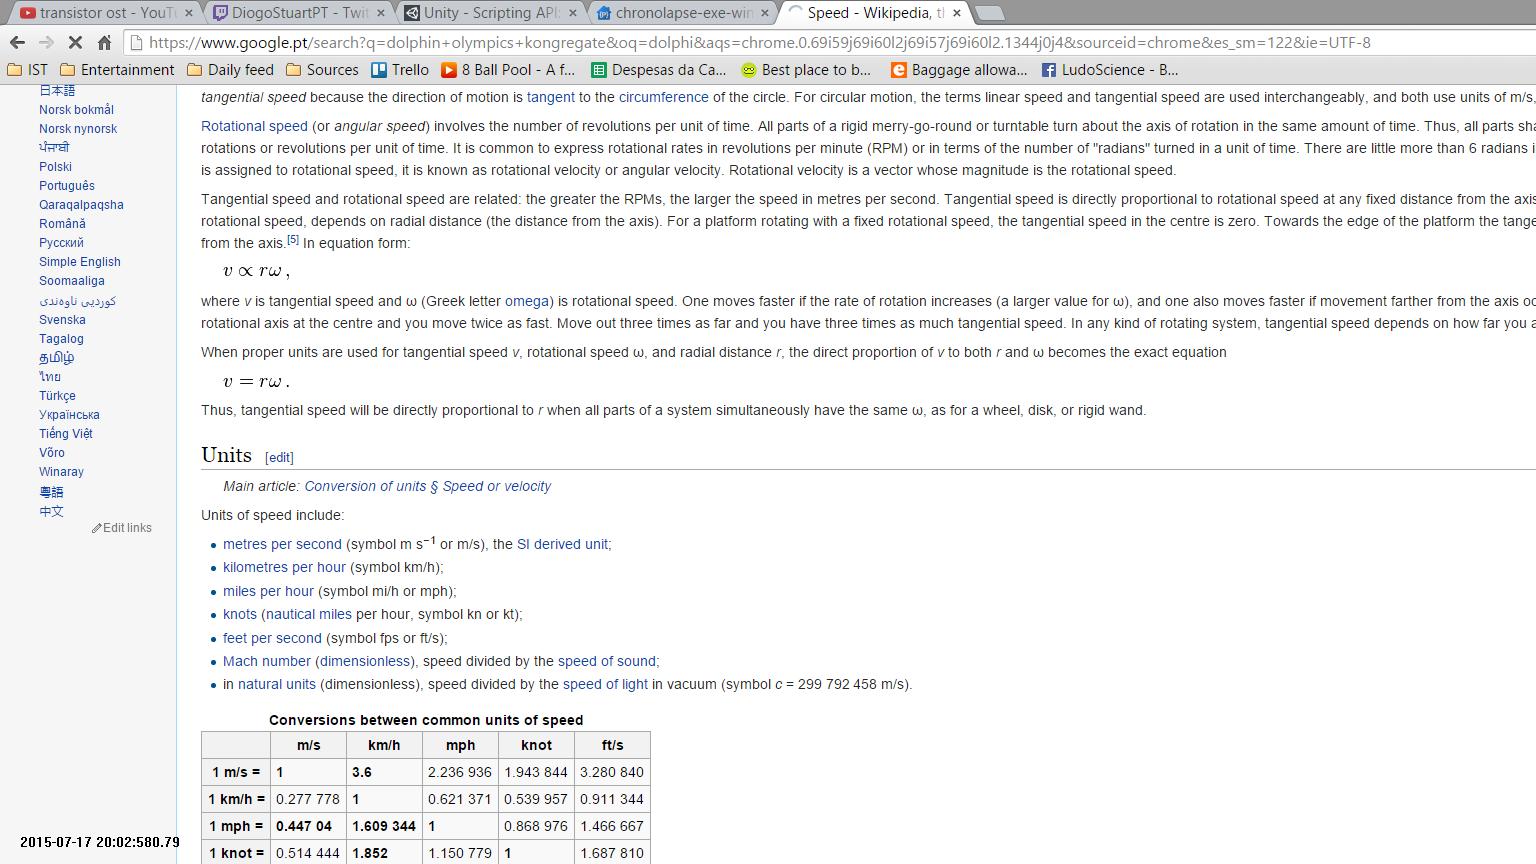 transistor ost - YouT
DiogoStuartPT - Twit
Unity - Scripting API:
chronolapse-exe-win
Speed - Wikipedia, th
https://www.google.pt/search?q=dolphin+olympics+kongregate&oq=dolphi&aqs=chrome.0.69i59j69i60l2j69i57j69i60l2.1344j0j4&sourceid=chrome&es_sm=122&ie=UTF-8
IST Entertainment Daily feed Sources Trello 8 Ball Pool - A f... Despesas da Ca... Best place to b... Baggage allowa... LudoScience - B...
日本語
Norsk bokmål
Norsk nynorsk
ਪੰਜਾਬੀ
Polski
Português
Qaraqalpaqsha
Română
Русский
Simple English
Soomaaliga
کوردیی ناوەندی
Svenska
Tagalog
தமிழ்
ไทย
Türkçe
Українська
Tiếng Việt
Võro
Winaray
粵語
中文
Edit links
tangential speed because the direction of motion is tangent to the circumference of the circle. For circular motion, the terms linear speed and tangential speed are used interchangeably, and both use units of m/s,
Rotational speed (or angular speed) involves the number of revolutions per unit of time. All parts of a rigid merry-go-round or turntable turn about the axis of rotation in the same amount of time. Thus, all parts sha
rotations or revolutions per unit of time. It is common to express rotational rates in revolutions per minute (RPM) or in terms of the number of "radians" turned in a unit of time. There are little more than 6 radians i
is assigned to rotational speed, it is known as rotational velocity or angular velocity. Rotational velocity is a vector whose magnitude is the rotational speed.
Tangential speed and rotational speed are related: the greater the RPMs, the larger the speed in metres per second. Tangential speed is directly proportional to rotational speed at any fixed distance from the axis
rotational speed, depends on radial distance (the distance from the axis). For a platform rotating with a fixed rotational speed, the tangential speed in the centre is zero. Towards the edge of the platform the tange
from the axis.[5] In equation form:
v ∝ rω ,
where v is tangential speed and ω (Greek letter omega) is rotational speed. One moves faster if the rate of rotation increases (a larger value for ω), and one also moves faster if movement farther from the axis oc
rotational axis at the centre and you move twice as fast. Move out three times as far and you have three times as much tangential speed. In any kind of rotating system, tangential speed depends on how far you a
When proper units are used for tangential speed v, rotational speed ω, and radial distance r, the direct proportion of v to both r and ω becomes the exact equation
v = rω .
Thus, tangential speed will be directly proportional to r when all parts of a system simultaneously have the same ω, as for a wheel, disk, or rigid wand.
Units [edit]
Main article: Conversion of units § Speed or velocity
Units of speed include:
• metres per second (symbol m s⁻¹ or m/s), the SI derived unit;
• kilometres per hour (symbol km/h);
• miles per hour (symbol mi/h or mph);
• knots (nautical miles per hour, symbol kn or kt);
• feet per second (symbol fps or ft/s);
• Mach number (dimensionless), speed divided by the speed of sound;
• in natural units (dimensionless), speed divided by the speed of light in vacuum (symbol c = 299 792 458 m/s).
Conversions between common units of speed
m/s km/h mph knot ft/s
1 m/s = 1 3.6 2.236 936 1.943 844 3.280 840
1 km/h = 0.277 778 1 0.621 371 0.539 957 0.911 344
1 mph = 0.447 04 1.609 344 1 0.868 976 1.466 667
1 knot = 0.514 444 1.852 1.150 779 1 1.687 810
2015-07-17 20:02:580.79